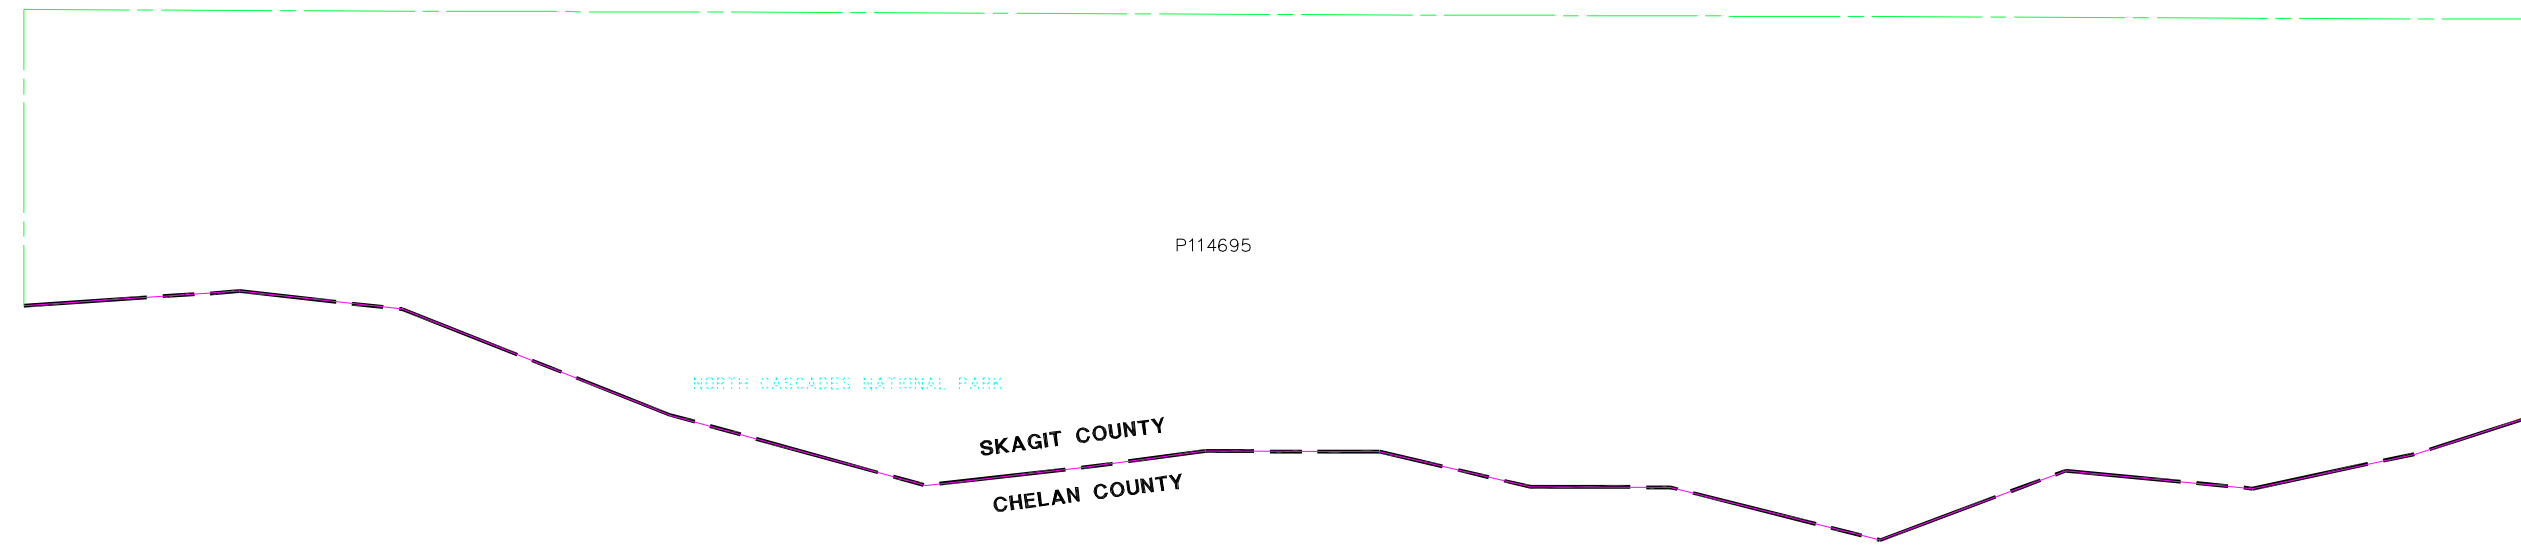 P114695
NORTH CASCADES NATIONAL PARK
SKAGIT COUNTY
CHELAN COUNTY